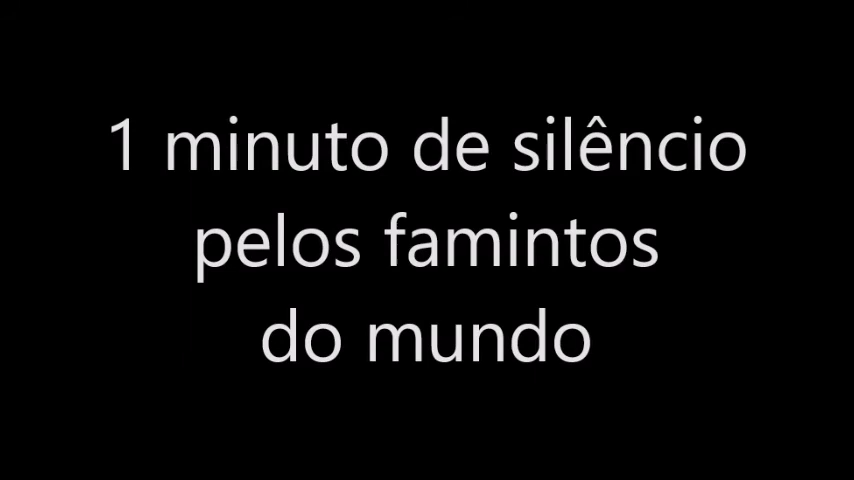 1 minuto de silêncio
pelos famintos
do mundo